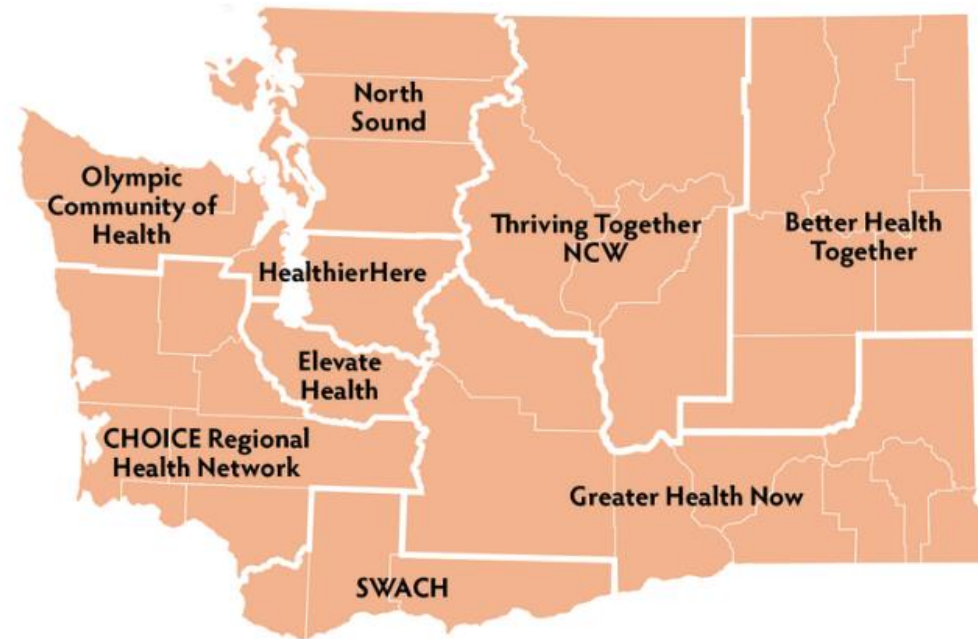 North
Sound
Olympic
Community of
Health
Thriving Together
NCW
Better Health
Together
HealthierHere
Elevate
Health
CHOICE Regional
Health Network
Greater Health Now
SWACH